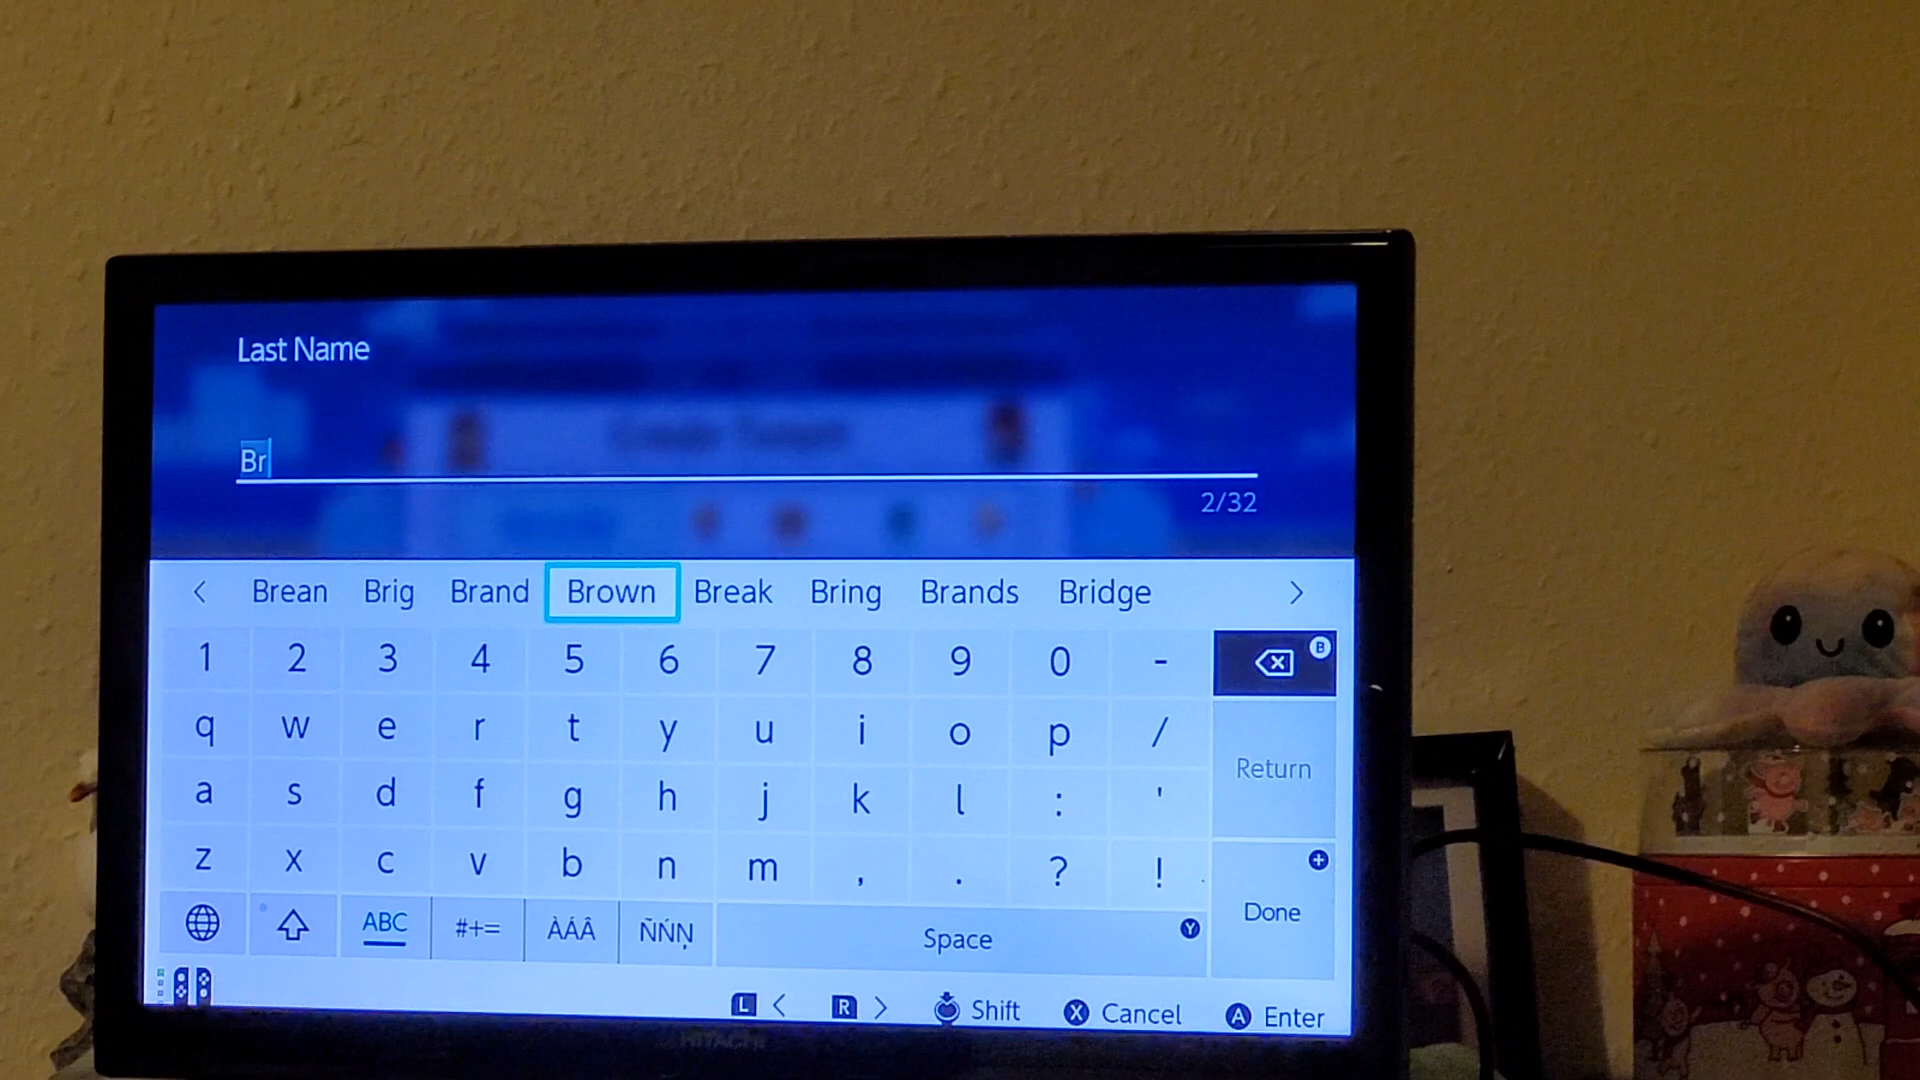 Last Name
Br
2/32
< Brean Brig Brand Brown Break Bring Brands Bridge >
1 2 3 4 5 6 7 8 9 0 - B
q w e r t y u i o p /
Return
a s d f g h j k l : '
z x c v b n m , . ? ! +
Done
ABC #+= ÀÁÂ ÑŃŅ Space Y
L < R > Shift X Cancel A Enter
HITACHI